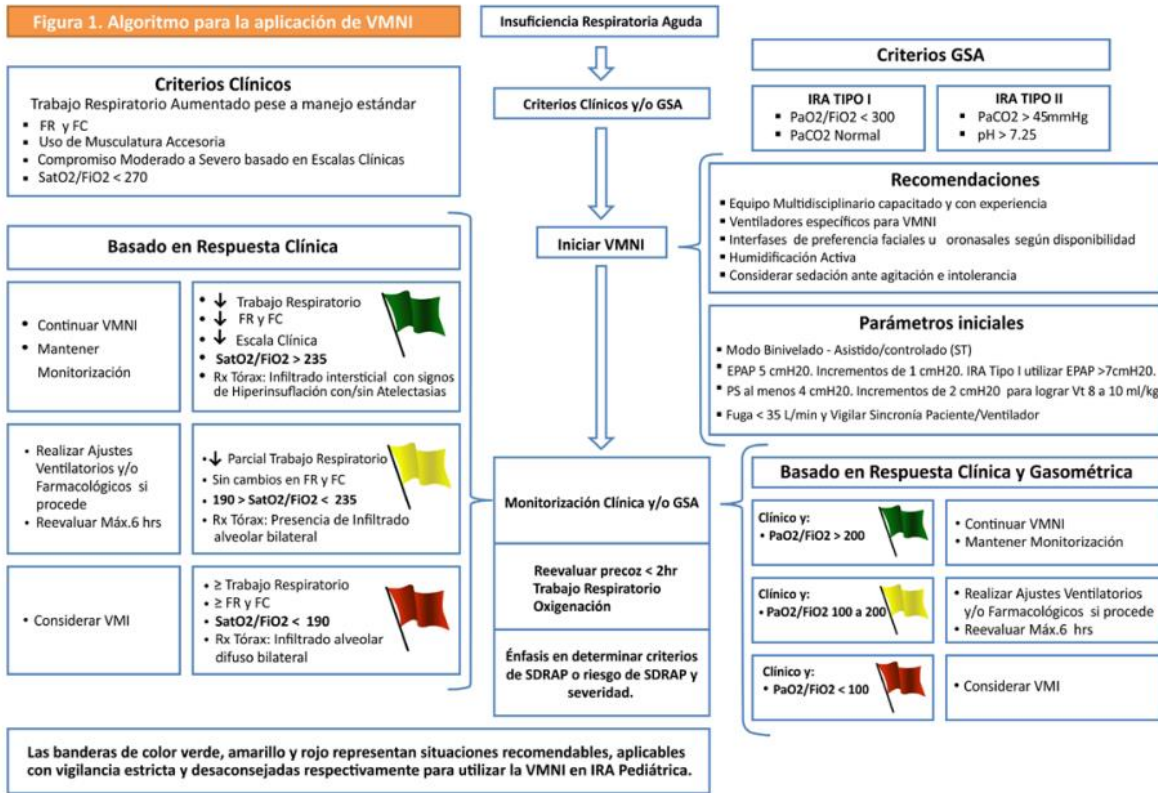 Figura 1. Algoritmo para la aplicación de VMNI
Insuficiencia Respiratoria Aguda
Criterios Clínicos y/o GSA
Iniciar VMNI
Criterios Clínicos
Trabajo Respiratorio Aumentado pese a manejo estándar
▪ FR y FC
▪ Uso de Musculatura Accesoria
▪ Compromiso Moderado a Severo basado en Escalas Clínicas
▪ SatO2/FiO2 < 270
Criterios GSA
IRA TIPO I
▪ PaO2/FiO2 < 300
▪ PaCO2 Normal
IRA TIPO II
▪ PaCO2 > 45mmHg
▪ pH > 7.25
Recomendaciones
▪ Equipo Multidisciplinario capacitado y con experiencia
▪ Ventiladores específicos para VMNI
▪ Interfases de preferencia faciales u oronasales según disponibilidad
▪ Humidificación Activa
▪ Considerar sedación ante agitación e intolerancia
Parámetros iniciales
▪ Modo Binivelado - Asistido/controlado (ST)
▪ EPAP 5 cmH20. Incrementos de 1 cmH20. IRA Tipo I utilizar EPAP >7cmH20.
▪ PS al menos 4 cmH20. Incrementos de 2 cmH20 para lograr Vt 8 a 10 ml/kg
▪ Fuga < 35 L/min y Vigilar Sincronía Paciente/Ventilador
Basado en Respuesta Clínica
• Continuar VMNI
• Mantener
Monitorización
• ↓ Trabajo Respiratorio
• ↓ FR y FC
• ↓ Escala Clínica
• SatO2/FiO2 > 235
• Rx Tórax: Infiltrado intersticial con signos
de Hiperinsuflación con/sin Atelectasias
• Realizar Ajustes
Ventilatorios y/o
Farmacológicos si
procede
• Reevaluar Máx.6 hrs
• ↓ Parcial Trabajo Respiratorio
• Sin cambios en FR y FC
• 190 > SatO2/FiO2 < 235
• Rx Tórax: Presencia de Infiltrado
alveolar bilateral
• Considerar VMI
• ≥ Trabajo Respiratorio
• ≥ FR y FC
• SatO2/FiO2 < 190
• Rx Tórax: Infiltrado alveolar
difuso bilateral
Monitorización Clínica y/o GSA
Reevaluar precoz < 2hr
Trabajo Respiratorio
Oxigenación
Énfasis en determinar criterios
de SDRAP o riesgo de SDRAP y
severidad.
Basado en Respuesta Clínica y Gasométrica
Clínico y:
• PaO2/FiO2 > 200
• Continuar VMNI
• Mantener Monitorización
Clínico y:
• PaO2/FiO2 100 a 200
• Realizar Ajustes Ventilatorios
y/o Farmacológicos si procede
• Reevaluar Máx.6 hrs
Clínico y:
• PaO2/FiO2 < 100
• Considerar VMI
Las banderas de color verde, amarillo y rojo representan situaciones recomendables, aplicables
con vigilancia estricta y desaconsejadas respectivamente para utilizar la VMNI en IRA Pediátrica.